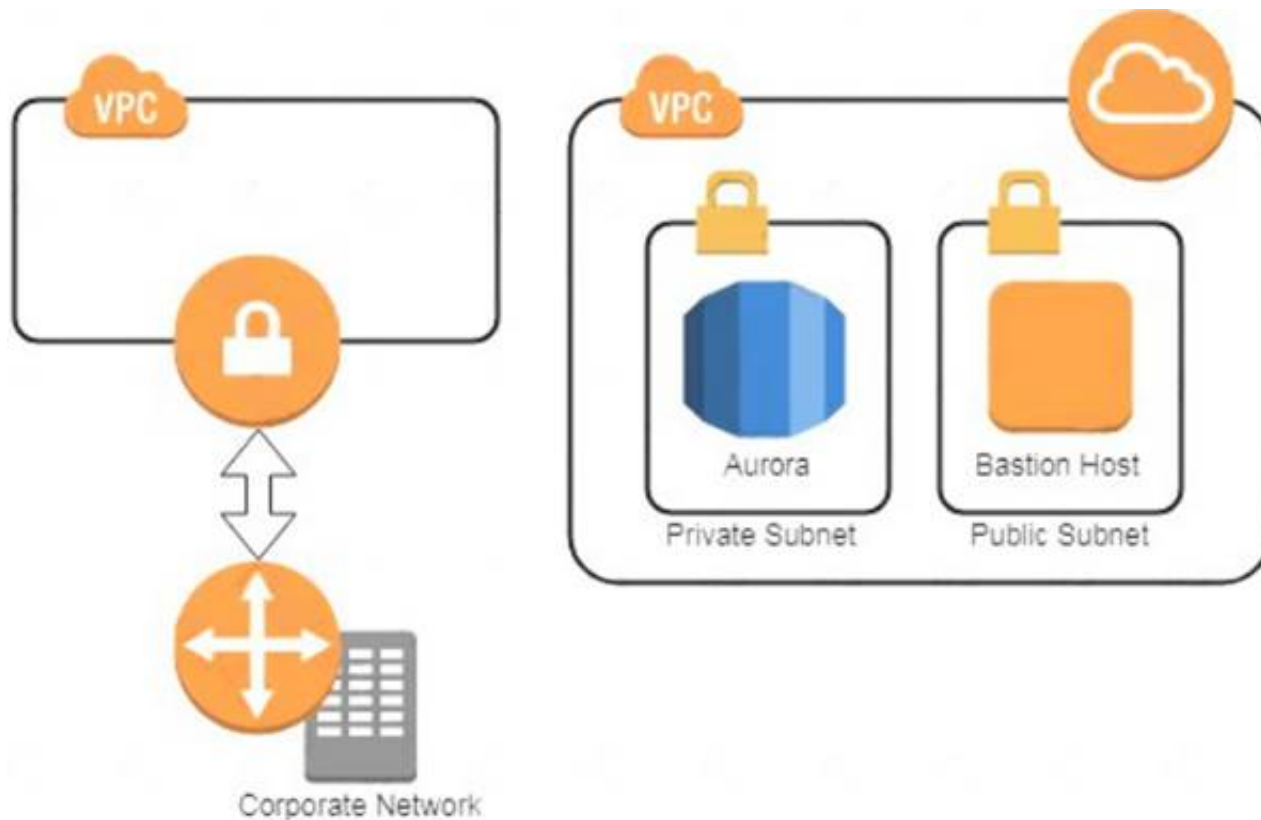 VPC
VPC
Aurora
Bastion Host
Private Subnet
Public Subnet
Corporate Network